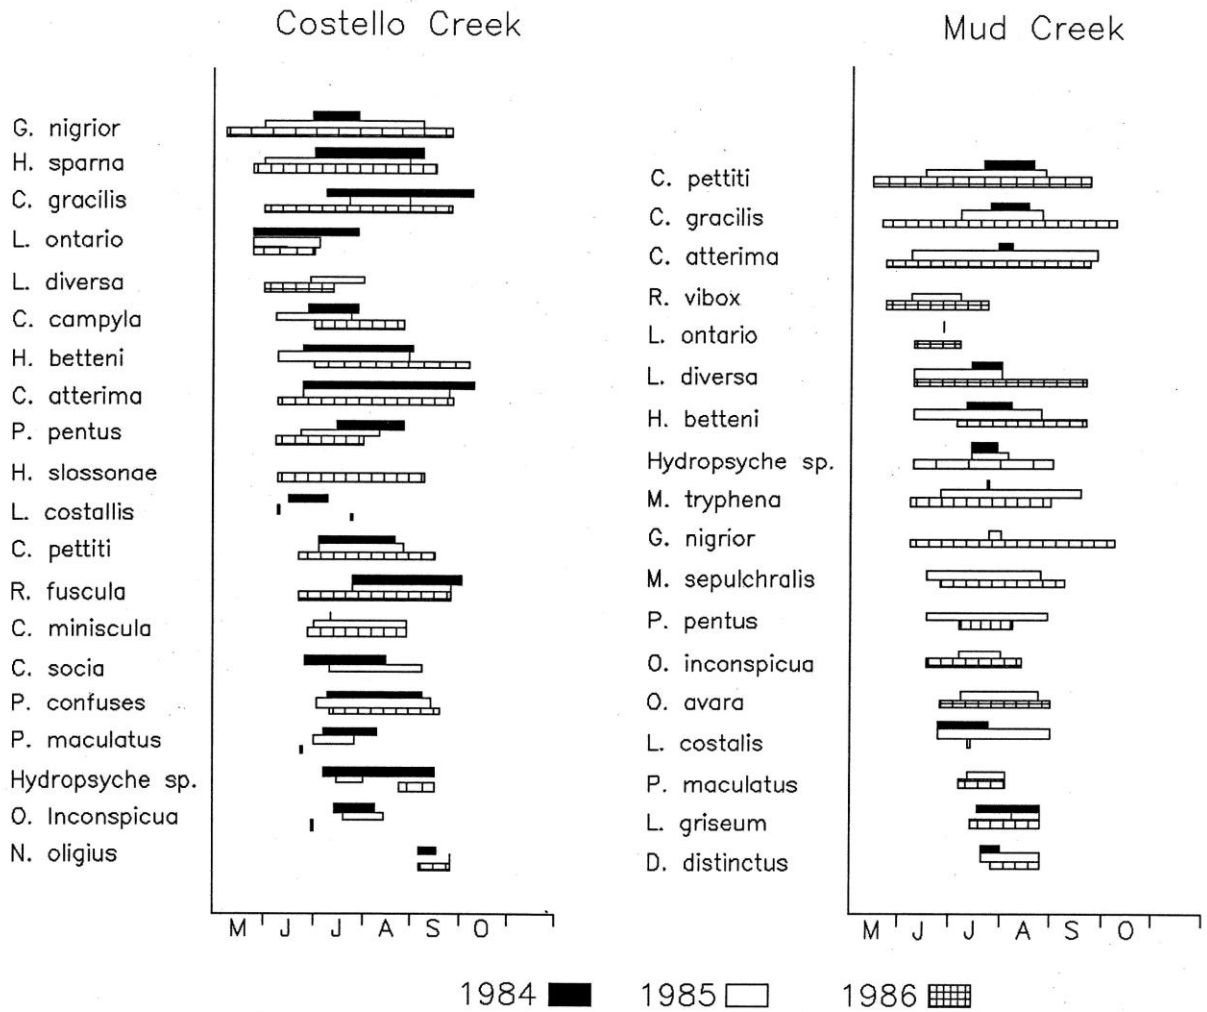 Costello Creek
G. nigrior
H. sparna
C. gracilis
L. ontario
L. diversa
C. campyla
H. betteni
C. atterima
P. pentus
H. slossonae
L. costallis
C. pettiti
R. fuscula
C. miniscula
C. socia
P. confuses
P. maculatus
Hydropsyche sp.
O. Inconspicua
N. oligius
M J J A S O
Mud Creek
C. pettiti
C. gracilis
C. atterima
R. vibox
L. ontario
L. diversa
H. betteni
Hydropsyche sp.
M. tryphena
G. nigrior
M. sepulchralis
P. pentus
O. inconspicua
O. avara
L. costalis
P. maculatus
L. griseum
D. distinctus
M J J A S O
1984 1985 1986